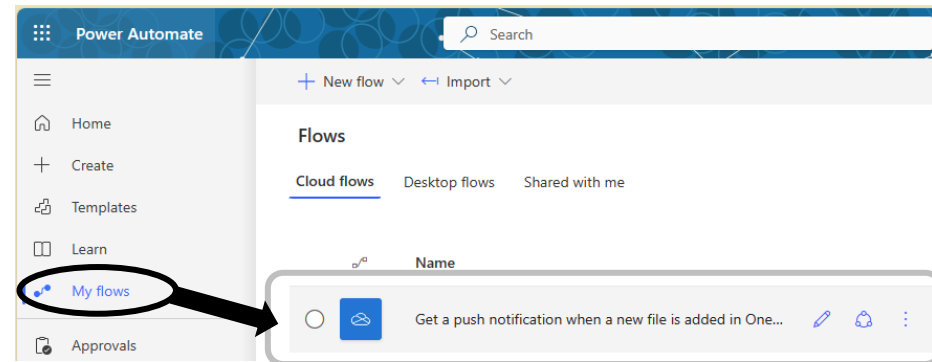 Power Automate
Search
New flow
Import
Home
Create
Templates
Learn
My flows
Approvals
Flows
Cloud flows
Desktop flows
Shared with me
Name
Get a push notification when a new file is added in One...